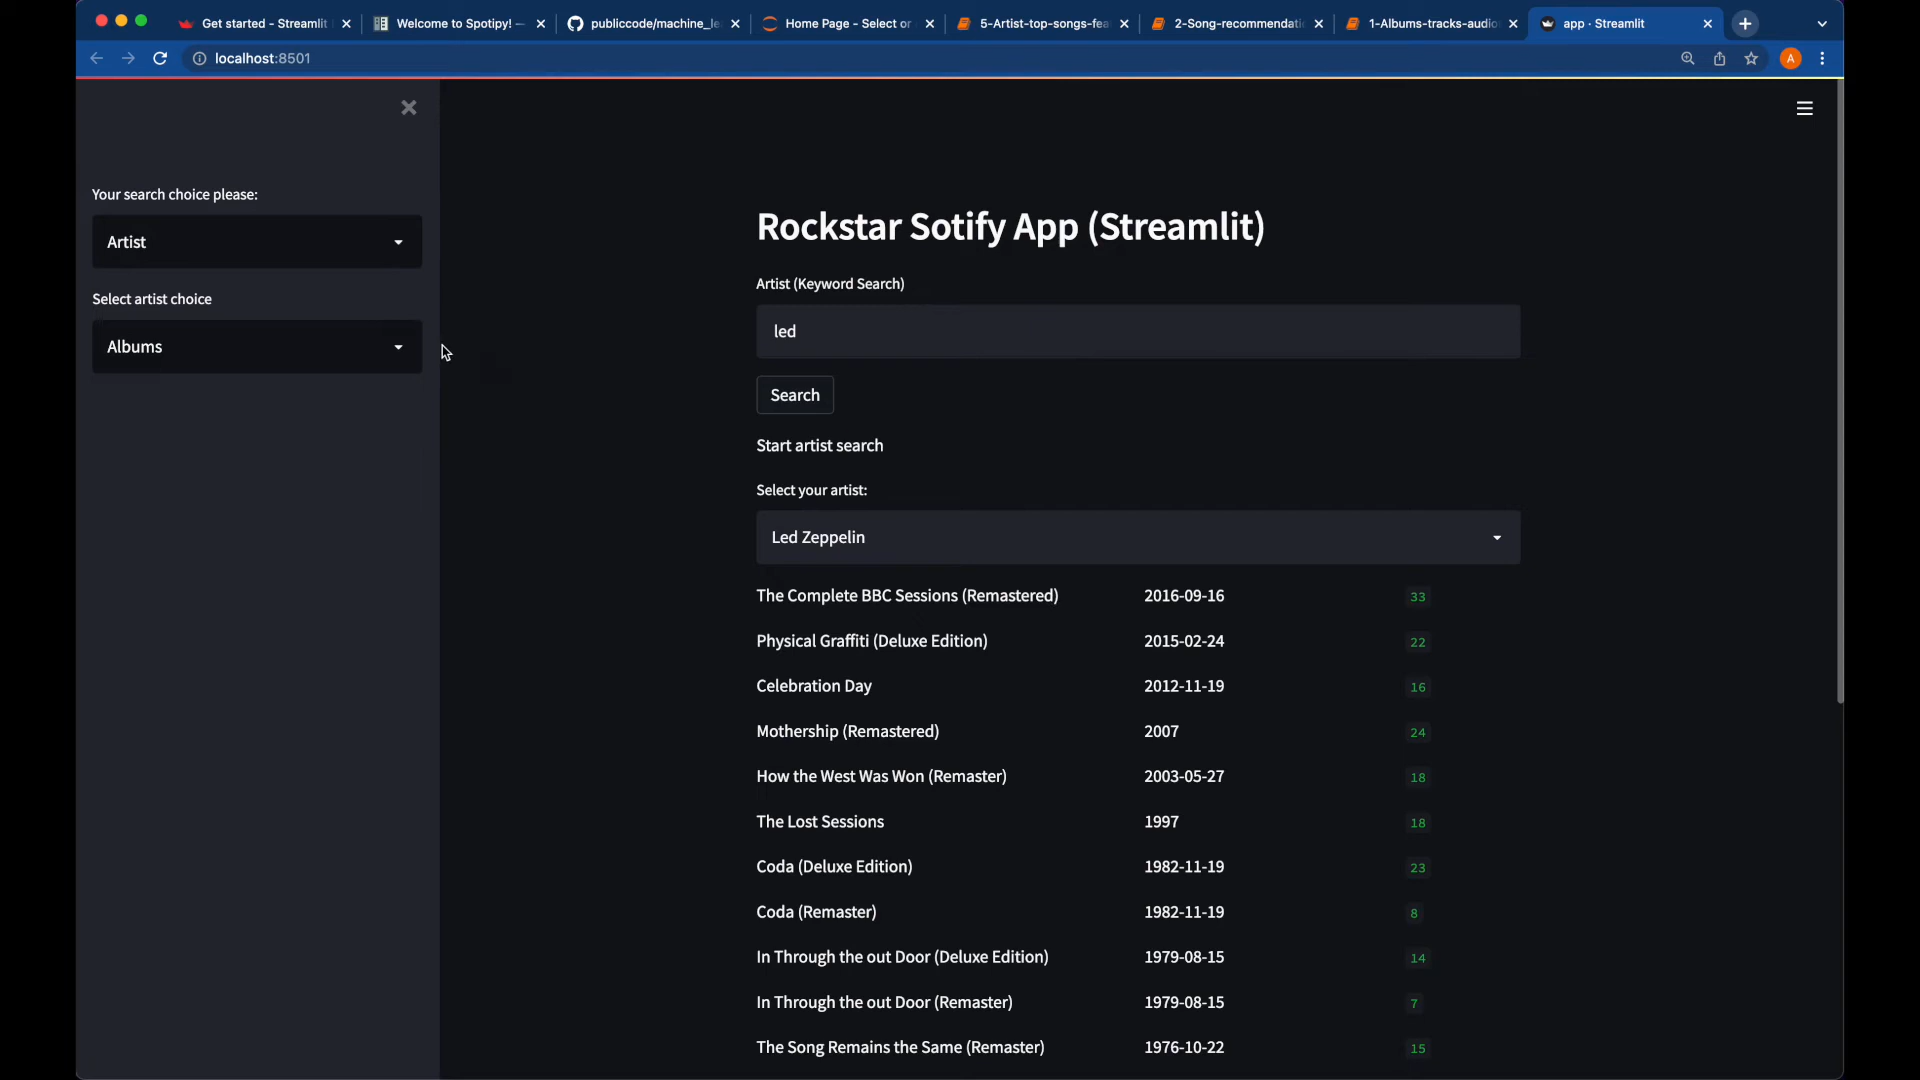 Get started - Streamlit
Welcome to Spotipy! —
publiccode/machine_le
Home Page - Select or
5-Artist-top-songs-fea
2-Song-recommendati
1-Albums-tracks-audio
app · Streamlit
localhost:8501
A
Your search choice please:
Artist
Select artist choice
Albums
Rockstar Sotify App (Streamlit)
Artist (Keyword Search)
led
Search
Start artist search
Select your artist:
Led Zeppelin
The Complete BBC Sessions (Remastered) 2016-09-16 33
Physical Graffiti (Deluxe Edition) 2015-02-24 22
Celebration Day 2012-11-19 16
Mothership (Remastered) 2007 24
How the West Was Won (Remaster) 2003-05-27 18
The Lost Sessions 1997 18
Coda (Deluxe Edition) 1982-11-19 23
Coda (Remaster) 1982-11-19 8
In Through the out Door (Deluxe Edition) 1979-08-15 14
In Through the out Door (Remaster) 1979-08-15 7
The Song Remains the Same (Remaster) 1976-10-22 15